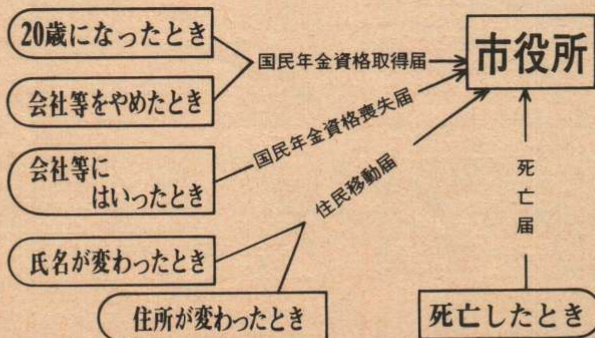 20歳になったとき
会社等をやめたとき
国民年金資格取得届
市役所
会社等に
はいったとき
国民年金資格喪失届
氏名が変わったとき
住所が変わったとき
住民移動届
死亡したとき
死亡届